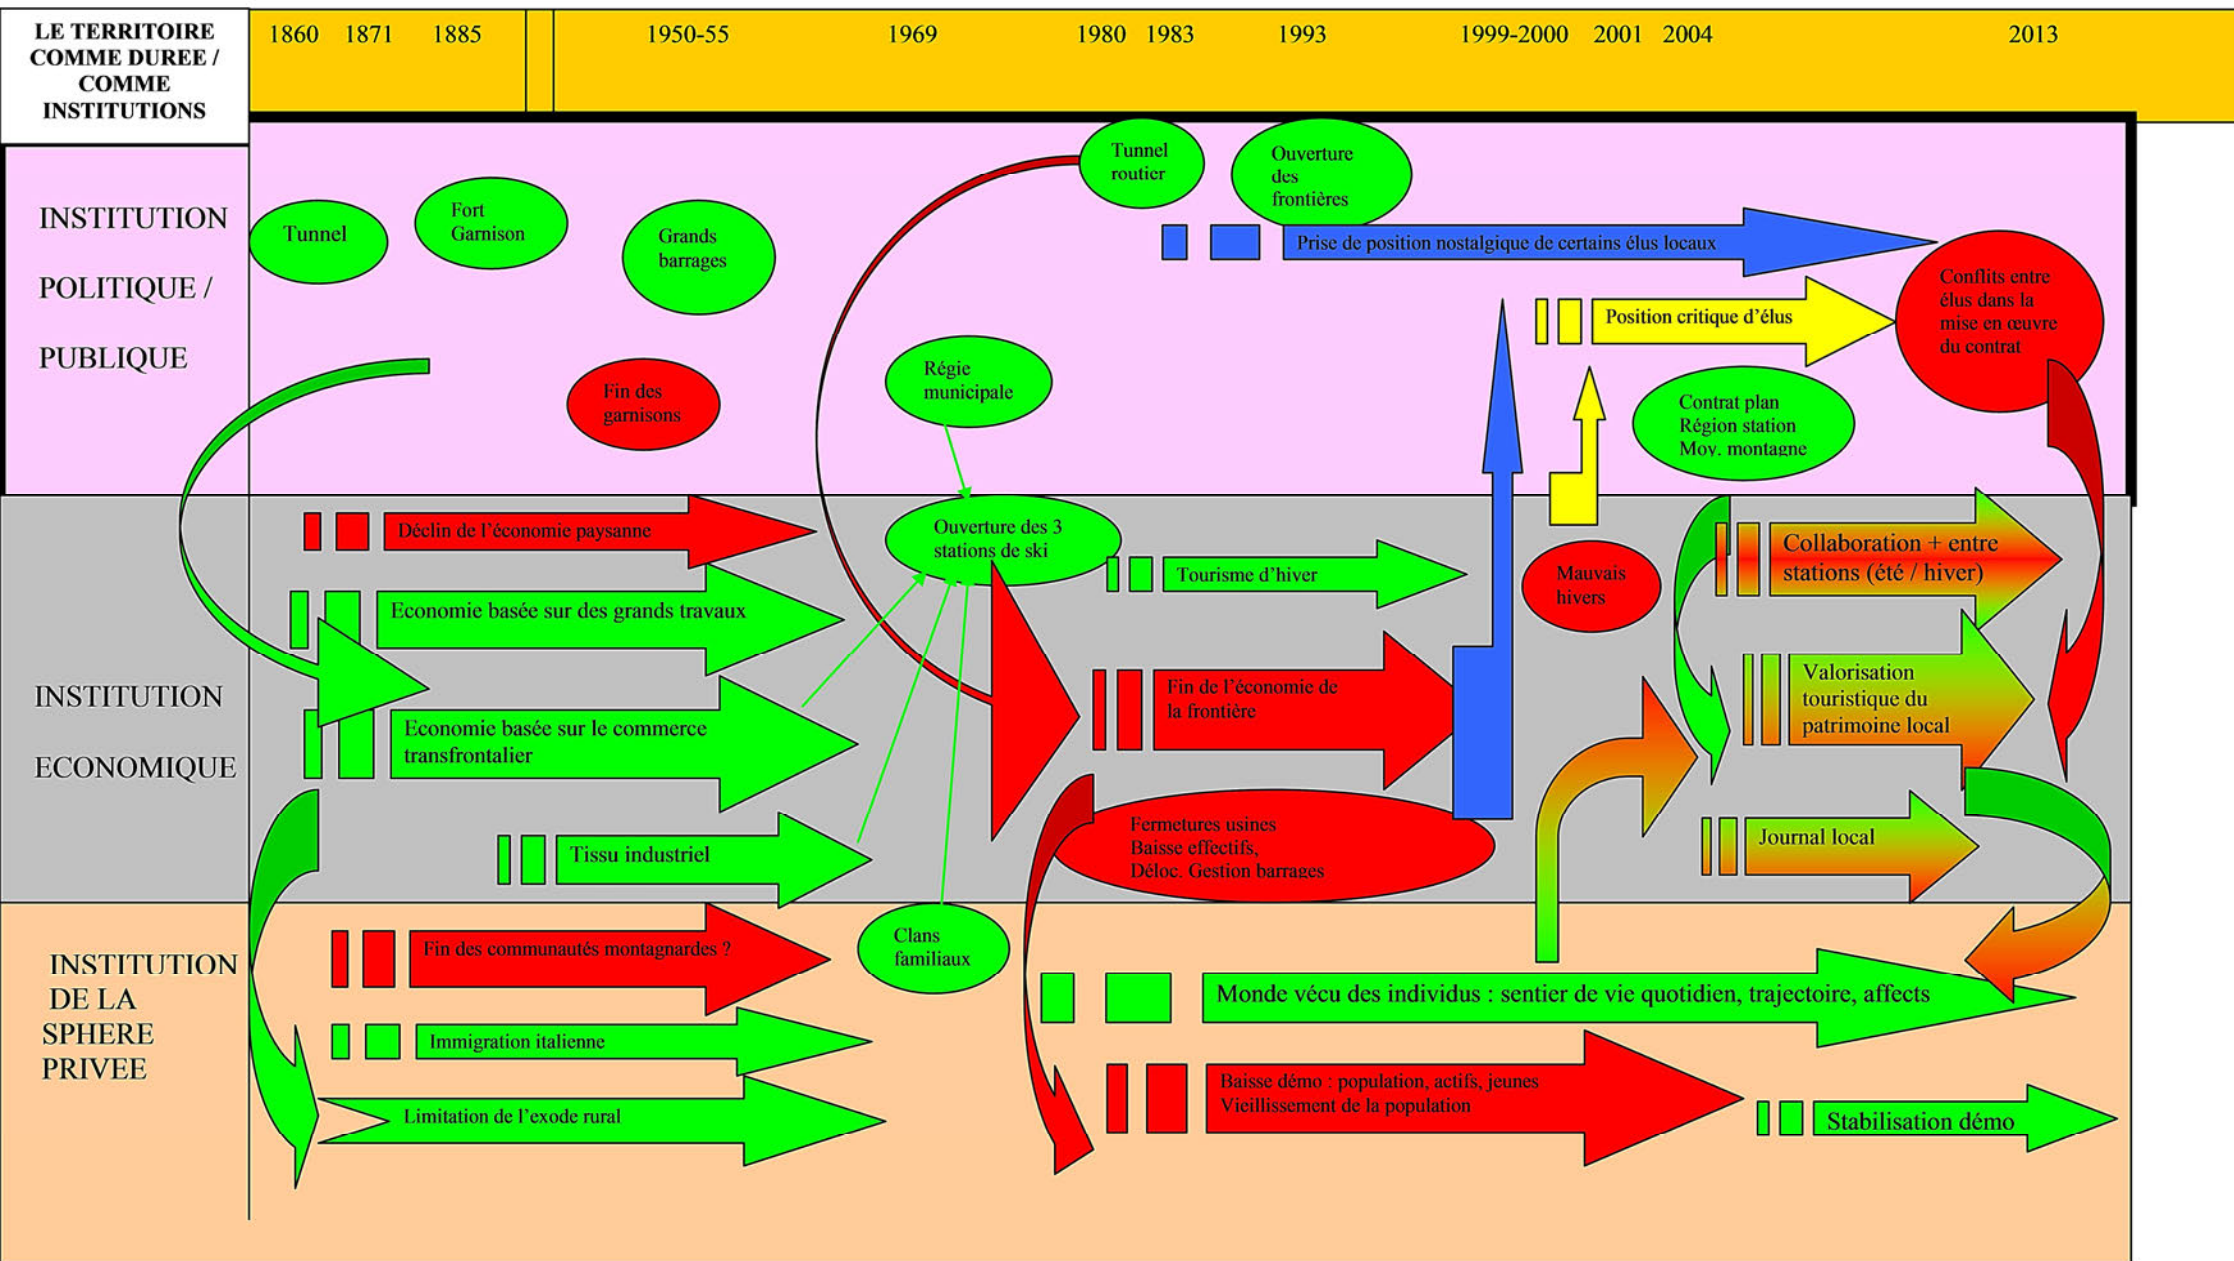 LE TERRITOIRE
COMME DUREE /
COMME
INSTITUTIONS
1860 1871 1885 1950-55 1969 1980 1983 1993 1999-2000 2001 2004 2013
INSTITUTION
POLITIQUE /
PUBLIQUE
Tunnel
Fort
Garnison
Grands
barrages
Fin des
garnisons
Régie
municipale
Tunnel
routier
Ouverture
des
frontières
Prise de position nostalgique de certains élus locaux
Position critique d’élus
Conflits entre
élus dans la
mise en œuvre
du contrat
Contrat plan
Région station
Moy. montagne
INSTITUTION
ECONOMIQUE
Déclin de l’économie paysanne
Economie basée sur des grands travaux
Economie basée sur le commerce
transfrontalier
Tissu industriel
Ouverture des 3
stations de ski
Tourisme d’hiver
Fin de l’économie de
la frontière
Fermetures usines
Baisse effectifs,
Déloc. Gestion barrages
Mauvais
hivers
Collaboration + entre
stations (été / hiver)
Valorisation
touristique du
patrimoine local
Journal local
INSTITUTION
DE LA
SPHERE
PRIVEE
Fin des communautés montagnardes ?
Immigration italienne
Limitation de l’exode rural
Clans
familiaux
Monde vécu des individus : sentier de vie quotidien, trajectoire, affects
Baisse démo : population, actifs, jeunes
Vieillissement de la population
Stabilisation démo